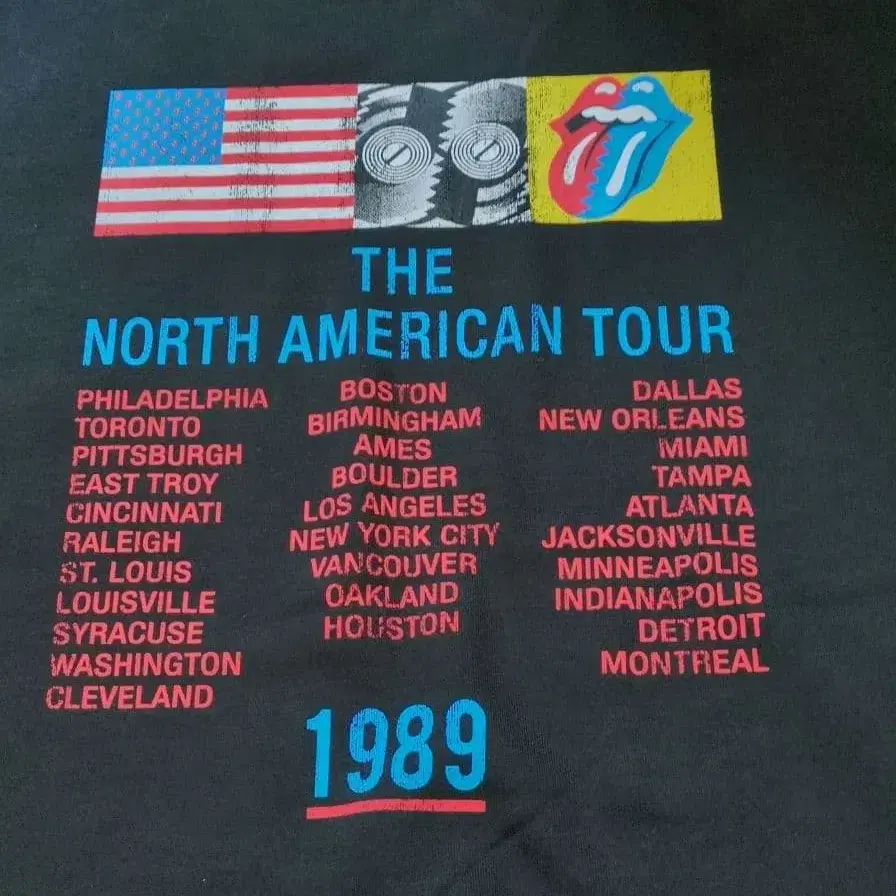 THE
NORTH AMERICAN TOUR
PHILADELPHIA
TORONTO
PITTSBURGH
EAST TROY
CINCINNATI
RALEIGH
ST. LOUIS
LOUISVILLE
SYRACUSE
WASHINGTON
CLEVELAND
BOSTON
BIRMINGHAM
AMES
BOULDER
LOS ANGELES
NEW YORK CITY
VANCOUVER
OAKLAND
HOUSTON
DALLAS
NEW ORLEANS
MIAMI
TAMPA
ATLANTA
JACKSONVILLE
MINNEAPOLIS
INDIANAPOLIS
DETROIT
MONTREAL
1989